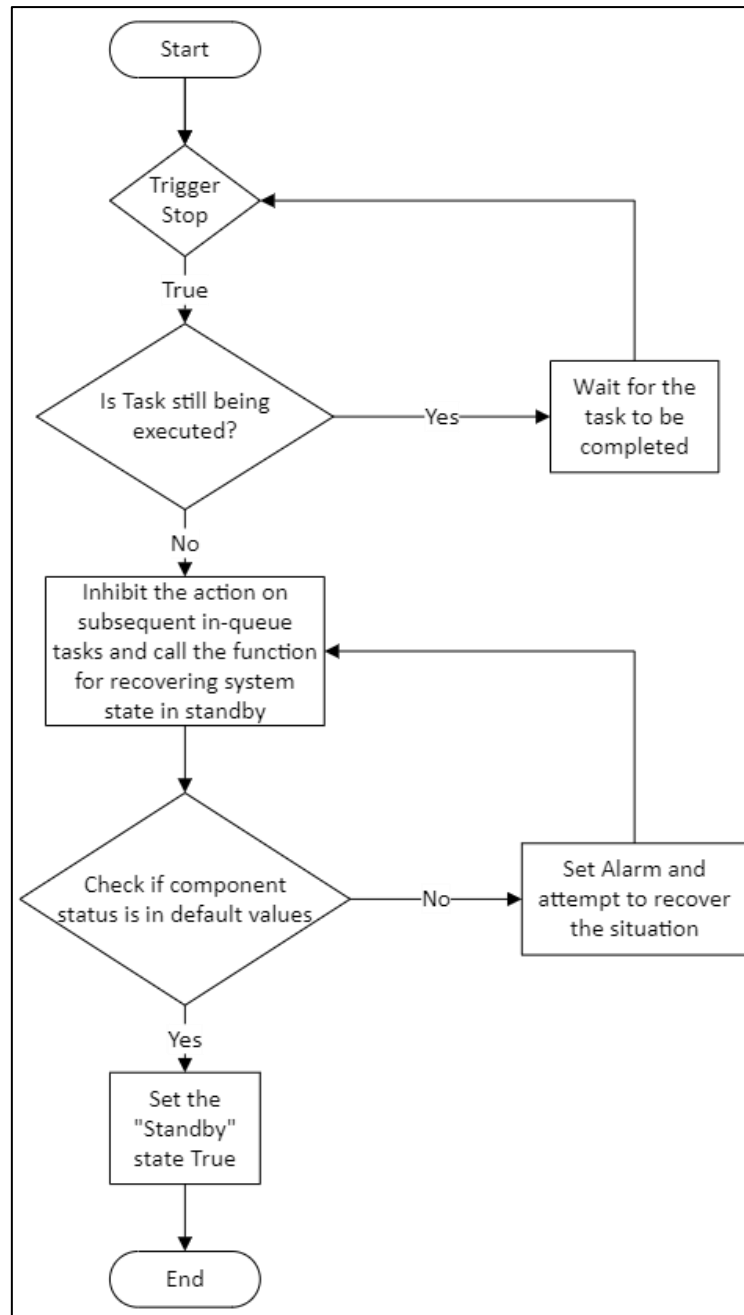 Start
Trigger
Stop
True
Is Task still being
executed?
Yes
Wait for the
task to be
completed
No
Inhibit the action on
subsequent in-queue
tasks and call the function
for recovering system
state in standby
Check if component
status is in default values
No
Set Alarm and
attempt to recover
the situation
Yes
Set the
"Standby"
state True
End